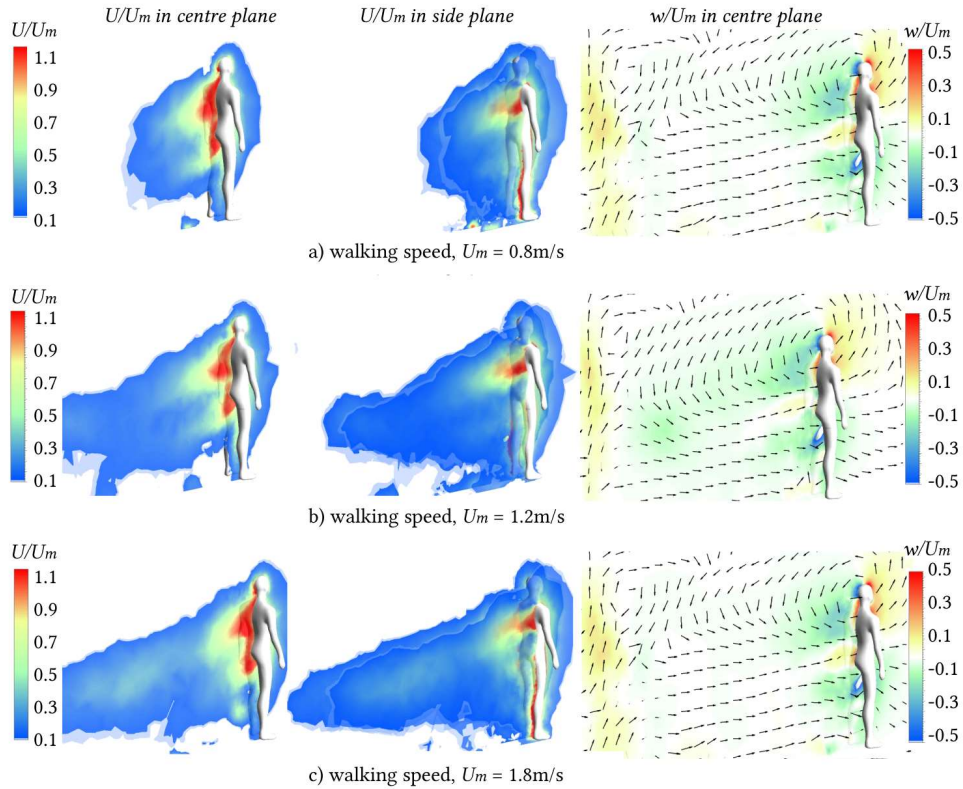 U/Um in centre plane U/Um in side plane w/Um in centre plane
U/Um w/Um
1.1 0.5
0.9 0.3
0.7 0.1
0.5 -0.1
0.3 -0.3
0.1 -0.5
a) walking speed, Um = 0.8m/s
U/Um w/Um
1.1 0.5
0.9 0.3
0.7 0.1
0.5 -0.1
0.3 -0.3
0.1 -0.5
b) walking speed, Um = 1.2m/s
U/Um w/Um
1.1 0.5
0.9 0.3
0.7 0.1
0.5 -0.1
0.3 -0.3
0.1 -0.5
c) walking speed, Um = 1.8m/s